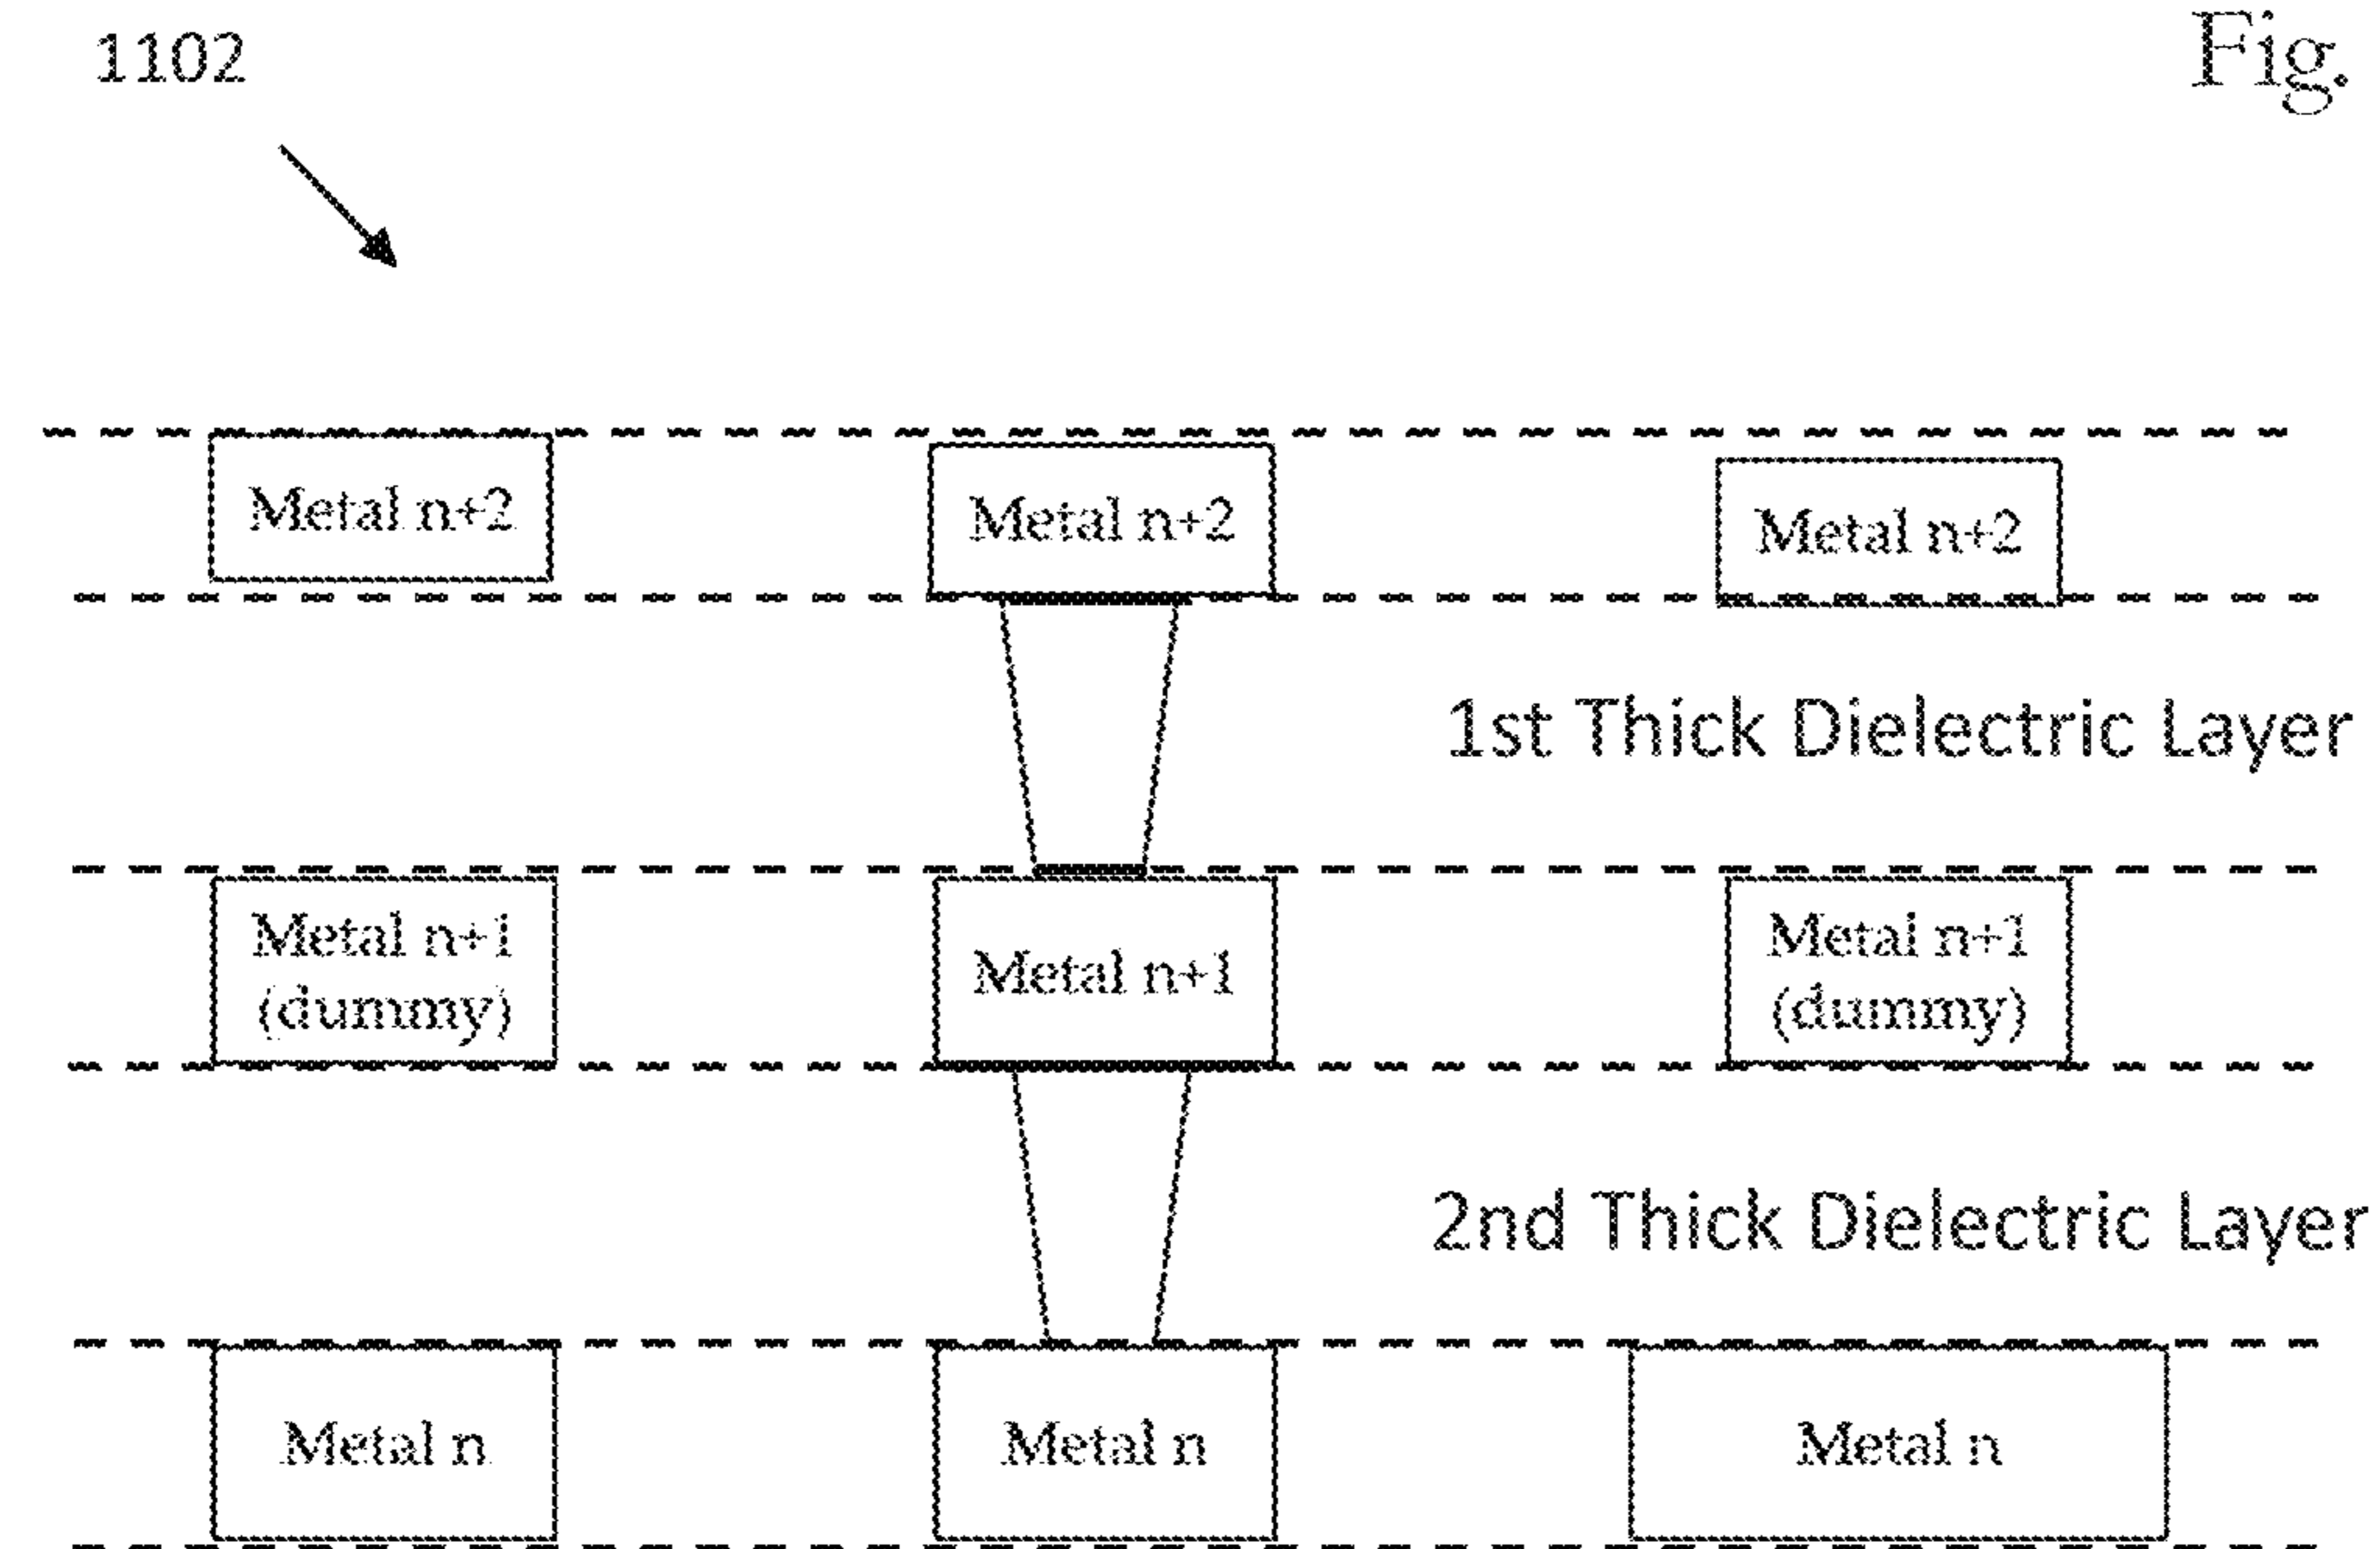 1102
Fig.
Metal n+2
Metal n+2
Metal n+2
1st Thick Dielectric Layer
Metal n+1
(dummy)
Metal n+1
Metal n+1
(dummy)
2nd Thick Dielectric Layer
Metal n
Metal n
Metal n